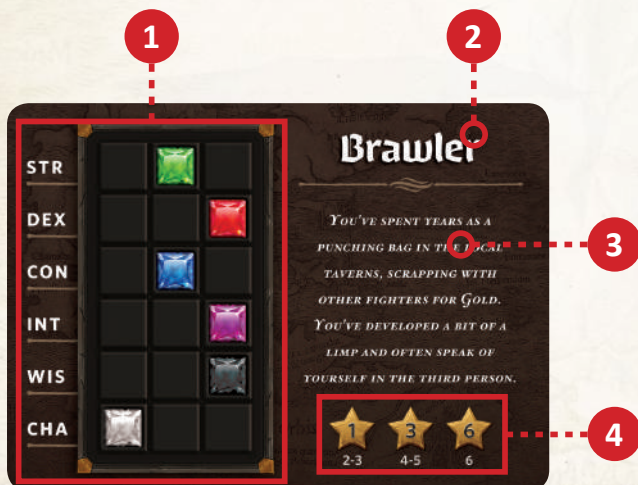 1
2
STR
DEX
CON
INT
WIS
CHA
Brawler
You've spent years as a
punching bag in the local
taverns, scrapping with
other fighters for Gold.
You've developed a bit of a
limp and often speak of
yourself in the third person.
3
1 3 6
2-3 4-5 6
4